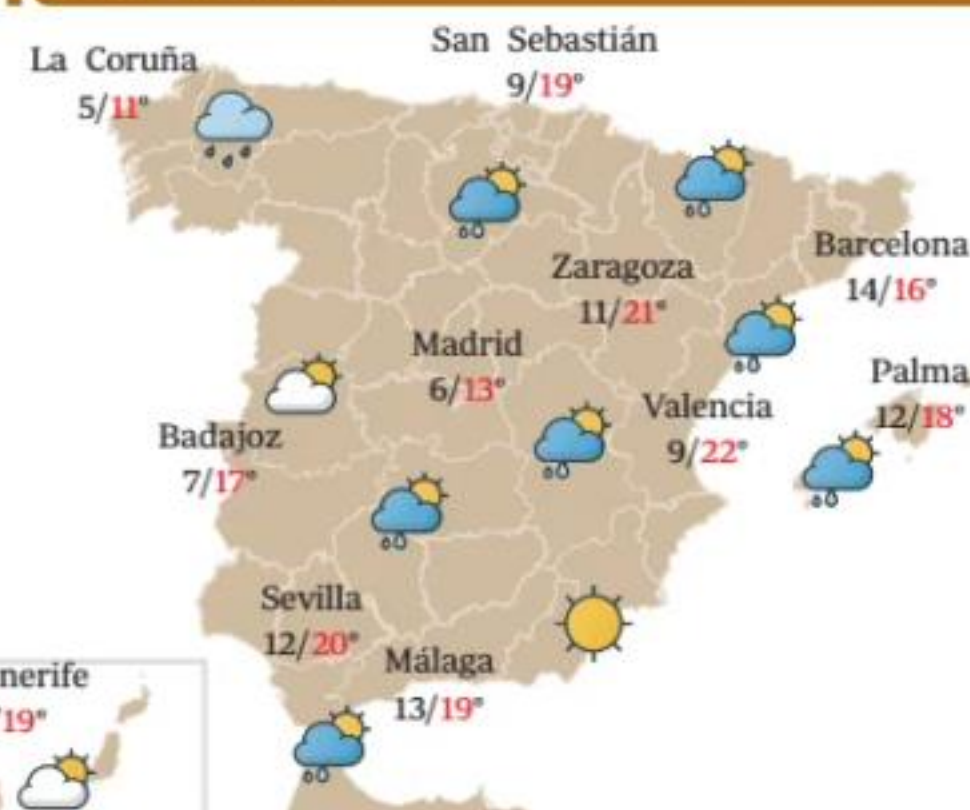 La Coruña
5/11°
San Sebastián
9/19°
Barcelona
14/16°
Zaragoza
11/21°
Madrid
6/13°
Palma
12/18°
Valencia
9/22°
Badajoz
7/17°
Sevilla
12/20°
Málaga
13/19°
nerife
/19°